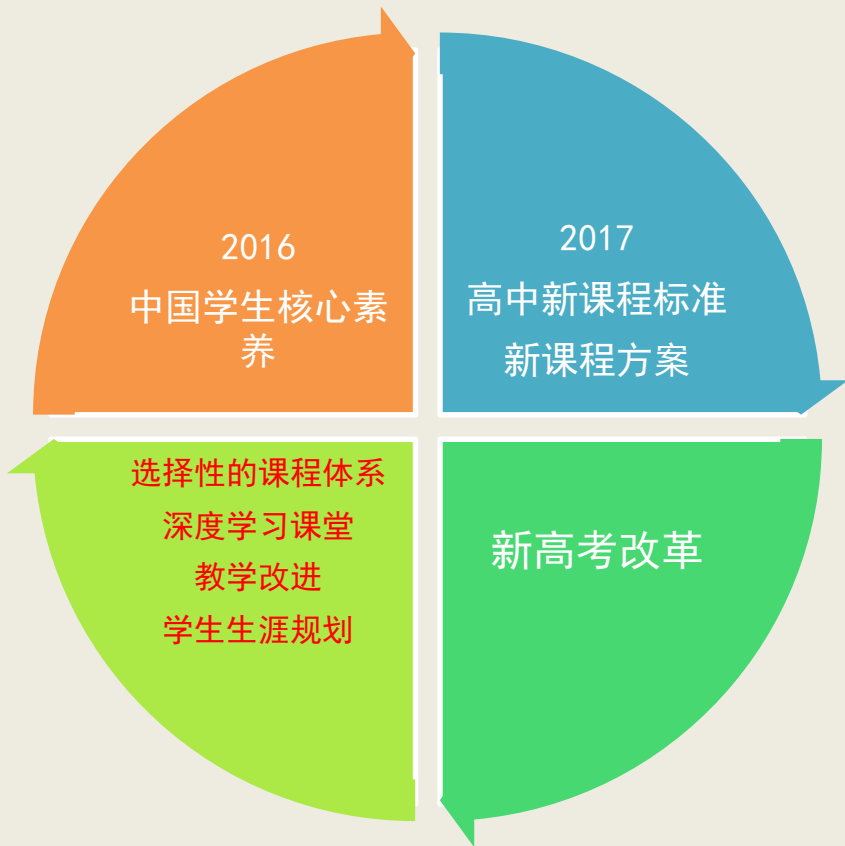 2016
中国学生核心素
养
2017
高中新课程标准
新课程方案
新高考改革
选择性的课程体系
深度学习课堂
教学改进
学生生涯规划